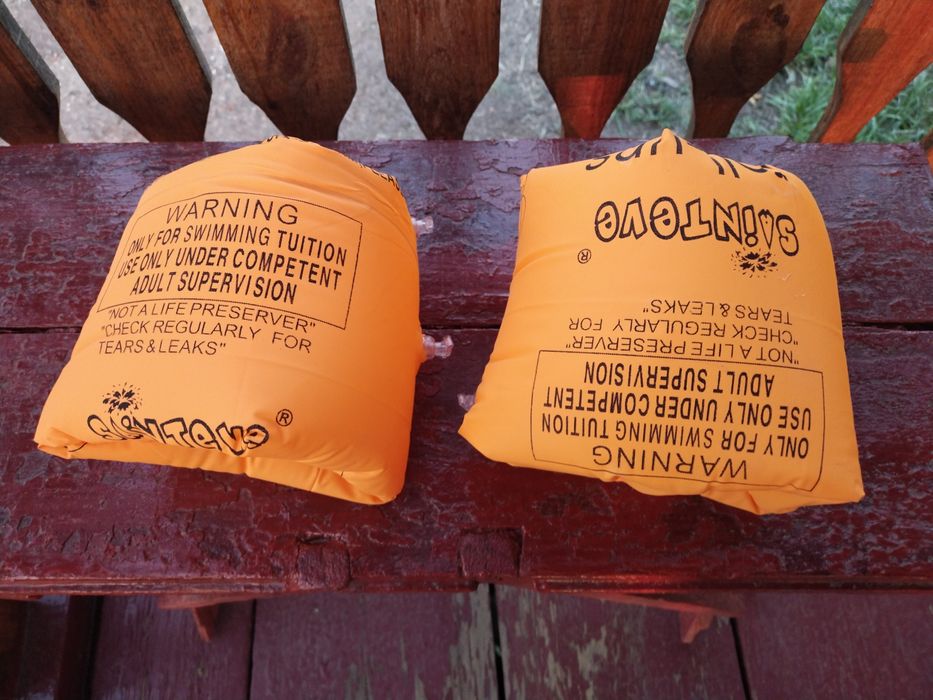 WARNING
ONLY FOR SWIMMING TUITION
USE ONLY UNDER COMPETENT
ADULT SUPERVISION
"NOT A LIFE PRESERVER"
"CHECK REGULARLY FOR
TEARS & LEAKS"
SAiNTeve ®
WARNING
ONLY FOR SWIMMING TUITION
USE ONLY UNDER COMPETENT
ADULT SUPERVISION
"NOT A LIFE PRESERVER"
"CHECK REGULARLY FOR
TEARS & LEAKS"
SAiNTeve ®